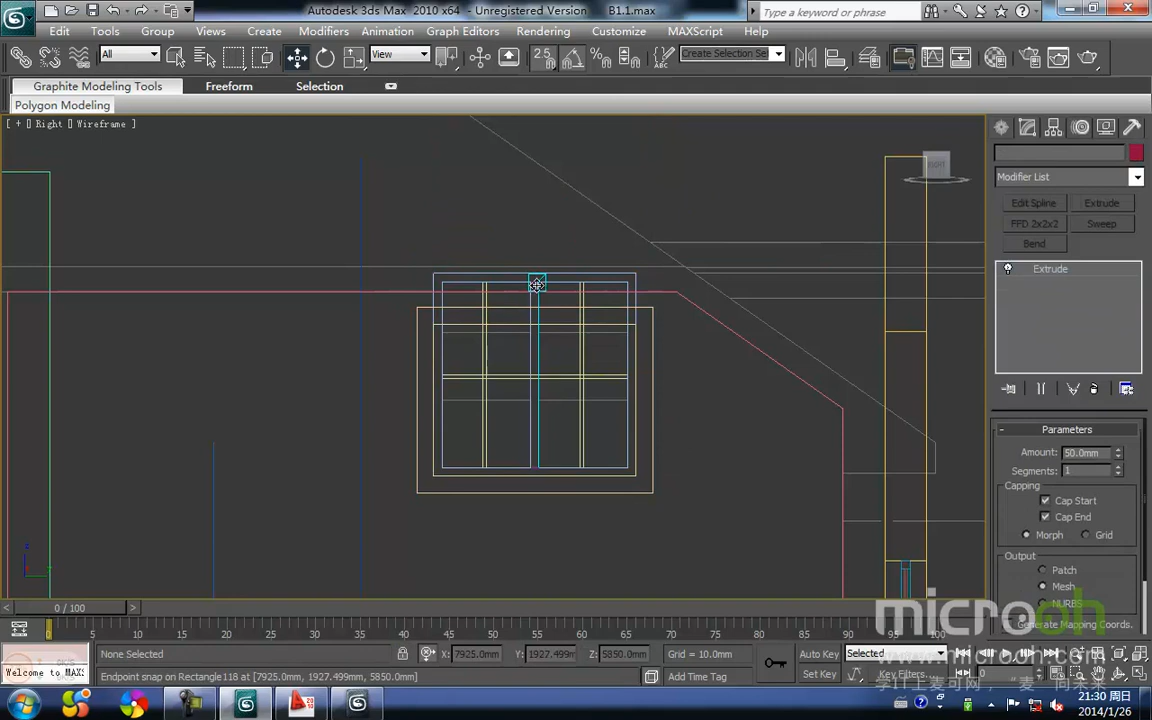 Autodesk 3ds Max 2010 x64 - Unregistered Version B1.1.max
Type a keyword or phrase
Edit Tools Group Views Create Modifiers Animation Graph Editors Rendering Customize MAXScript Help
All View 2.5 Create Selection Se
Graphite Modeling Tools Freeform Selection
Polygon Modeling
[ + ] Right [] Wireframe ]
Modifier List
Edit Spline Extrude
FFD 2x2x2 Sweep
Bend
Extrude
- Parameters
Amount: 50.0mm
Segments: 1
Capping
Cap Start
Cap End
Morph Grid
Output
Patch
Mesh
NURBS
Generate Mapping Coords.
microoh
www.microoh.com
< 0 / 100 >
0 5 10 15 20 25 30 35 40 45 50 55 60 65 70 75 80 85 90 95 100
None Selected X: 7925.0mm Y: 1927.499m Z: 5850.0mm Grid = 10.0mm Auto Key Selected
Welcome to MAX: Endpoint snap on Rectangle118 at [7925.0mm, 1927.499mm, 5850.0mm] Add Time Tag Set Key Key Filters... 0
21:30 周日
2014/1/26